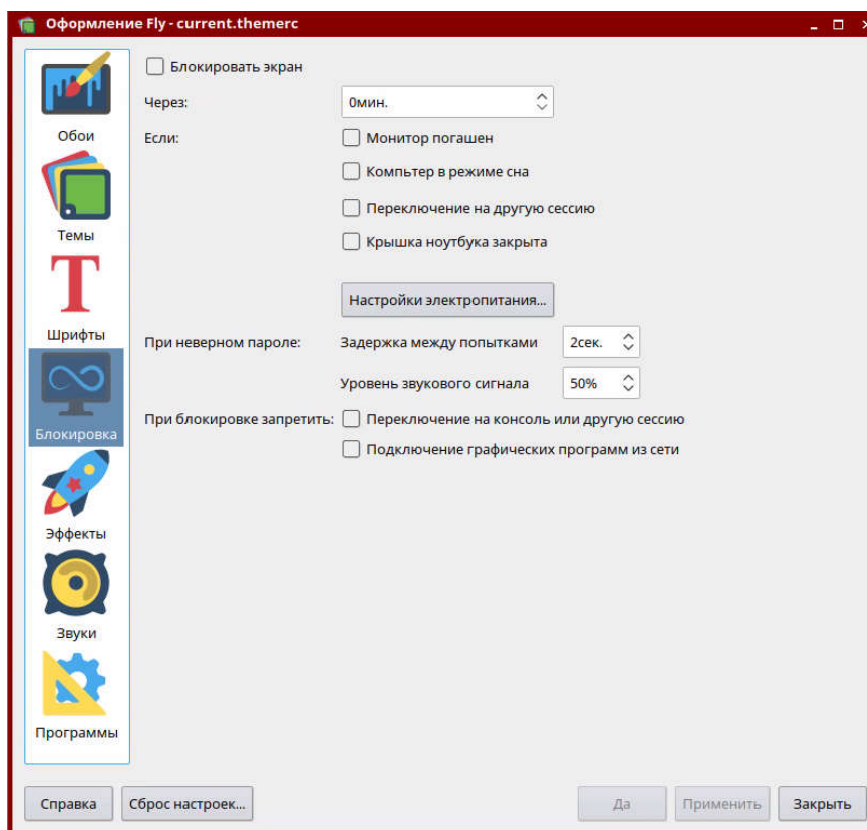 Оформление Fly - current.themerc
Обои
Темы
Шрифты
Блокировка
Эффекты
Звуки
Программы
Блокировать экран
Через: 0мин.
Если: Монитор погашен
Компьтер в режиме сна
Переключение на другую сессию
Крышка ноутбука закрыта
Настройки электропитания...
При неверном пароле: Задержка между попытками 2сек.
Уровень звукового сигнала 50%
При блокировке запретить: Переключение на консоль или другую сессию
Подключение графических программ из сети
Справка Сброс настроек... Да Применить Закрыть